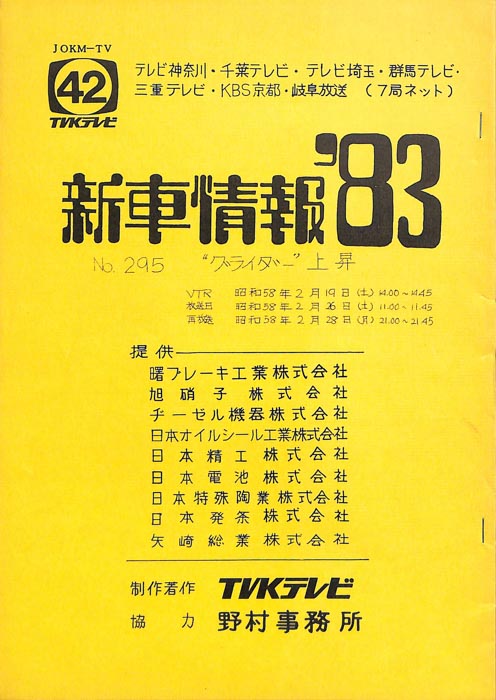 JOKM-TV
42
TVKテレビ
テレビ神奈川・千葉テレビ・テレビ埼玉・群馬テレビ・
三重テレビ・KBS京都・岐阜放送 (7局ネット)
新車情報'83
No. 295 "グライダー"上昇
VTR 昭和58年2月19日(土) 14.00~14.45
放送日 昭和58年2月26日(土) 11.00~11.45
再放送 昭和58年2月28日(月) 21.00~21.45
提供
曙ブレーキ工業株式会社
旭硝子株式会社
ヂーゼル機器株式会社
日本オイルシール工業株式会社
日本精工株式会社
日本電池株式会社
日本特殊陶業株式会社
日本発条株式会社
矢崎総業株式会社
制作著作 TVKテレビ
協力 野村事務所